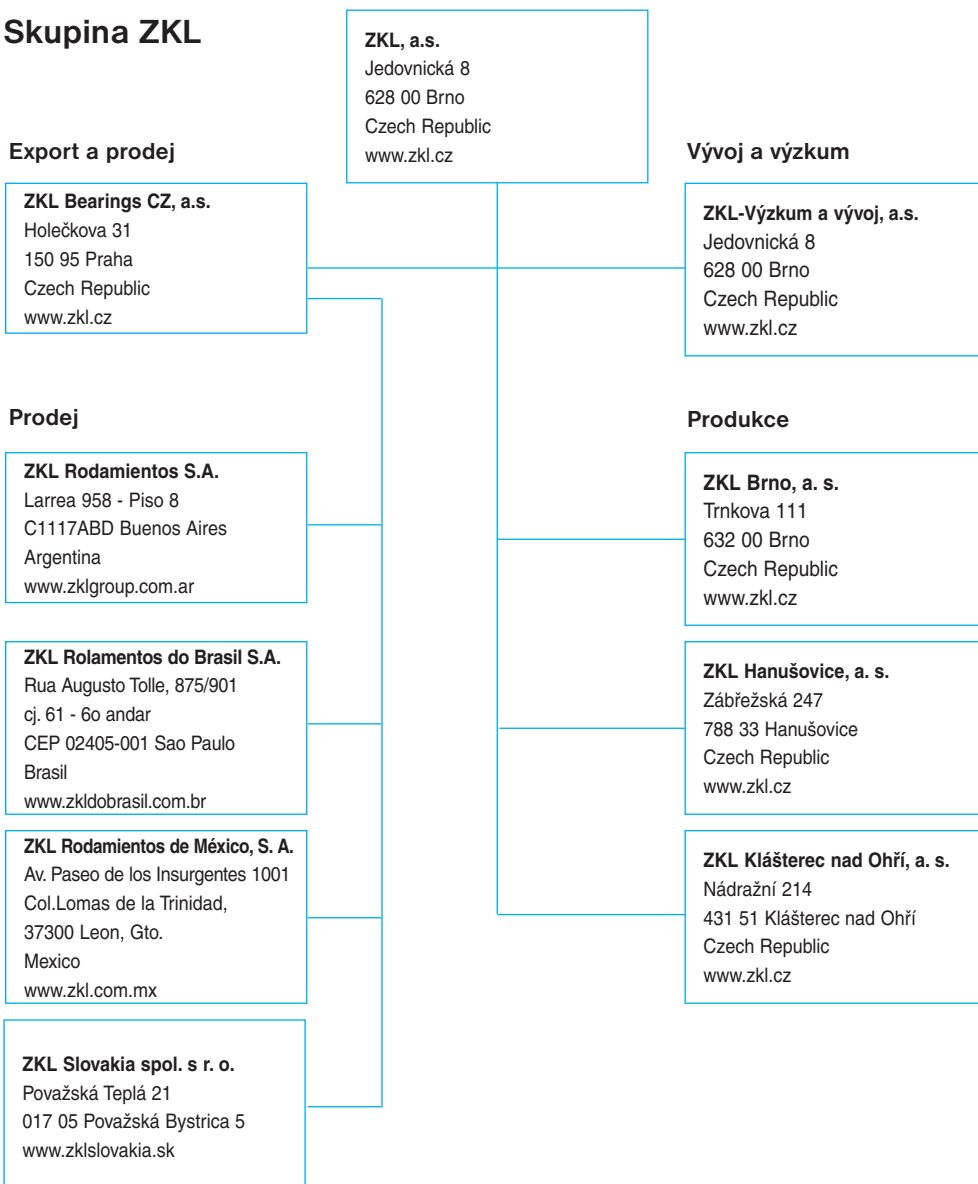 Skupina ZKL
ZKL, a.s.
Jedovnická 8
628 00 Brno
Czech Republic
www.zkl.cz
Export a prodej
ZKL Bearings CZ, a.s.
Holečkova 31
150 95 Praha
Czech Republic
www.zkl.cz
Vývoj a výzkum
ZKL-Výzkum a vývoj, a.s.
Jedovnická 8
628 00 Brno
Czech Republic
www.zkl.cz
Prodej
ZKL Rodamientos S.A.
Larrea 958 - Piso 8
C1117ABD Buenos Aires
Argentina
www.zklgroup.com.ar
ZKL Rolamentos do Brasil S.A.
Rua Augusto Tolle, 875/901
cj. 61 - 6o andar
CEP 02405-001 Sao Paulo
Brasil
www.zkldobrasil.com.br
ZKL Rodamientos de México, S. A.
Av. Paseo de los Insurgentes 1001
Col.Lomas de la Trinidad,
37300 Leon, Gto.
Mexico
www.zkl.com.mx
ZKL Slovakia spol. s r. o.
Považská Teplá 21
017 05 Považská Bystrica 5
www.zklslovakia.sk
Produkce
ZKL Brno, a. s.
Trnkova 111
632 00 Brno
Czech Republic
www.zkl.cz
ZKL Hanušovice, a. s.
Zábřežská 247
788 33 Hanušovice
Czech Republic
www.zkl.cz
ZKL Klášterec nad Ohří, a. s.
Nádražní 214
431 51 Klášterec nad Ohří
Czech Republic
www.zkl.cz